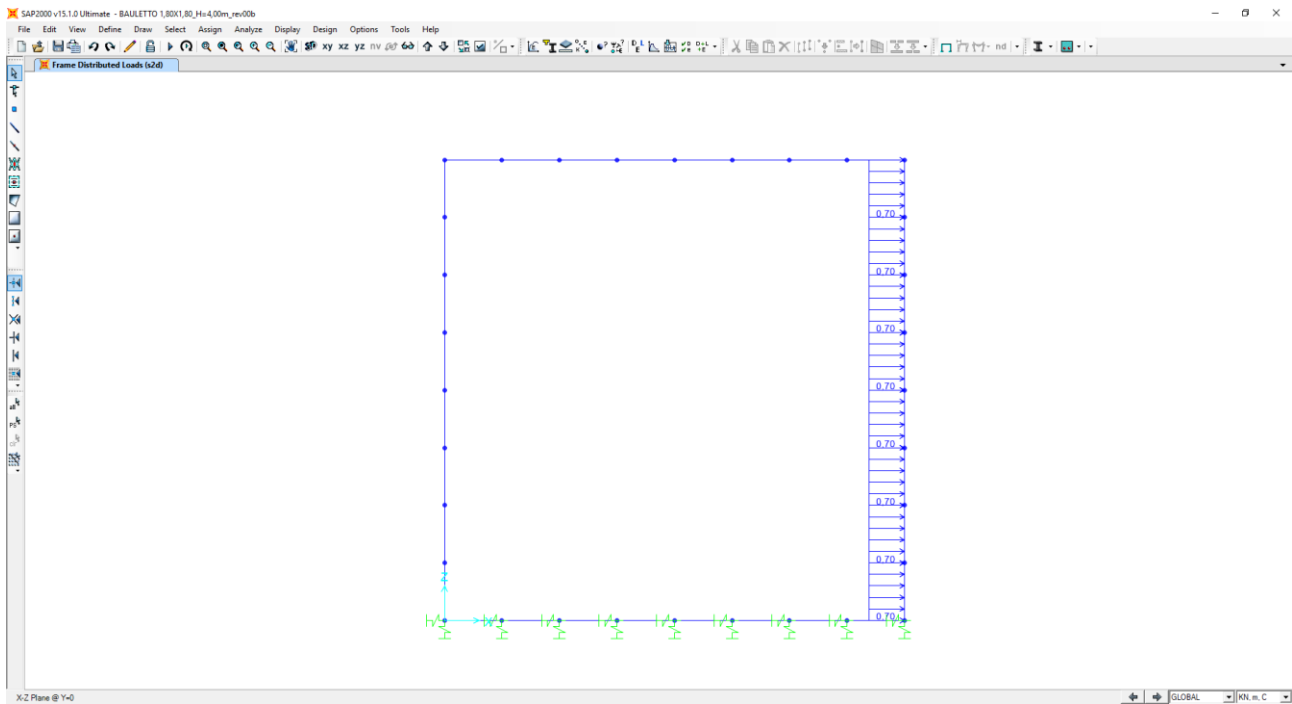 SAP2000 v15.1.0 Ultimate - BAULETTO 1,80X1,80_H=4,00m_rev00b
File Edit View Define Draw Select Assign Analyze Display Design Options Tools Help
xy xz yz nv nd
Frame Distributed Loads (s2d)
0,70
0,70
0,70
0,70
0,70
0,70
0,70
Z
0,70
X
X-Z Plane @ Y=0
GLOBAL
KN, m, C